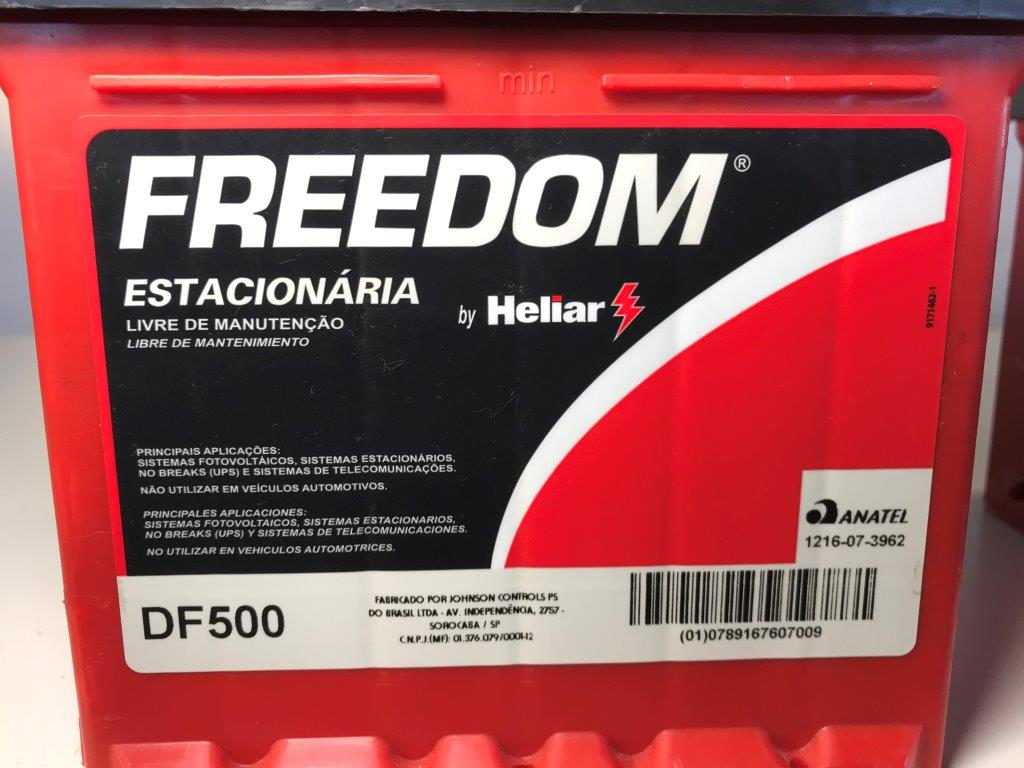 min
FREEDOM®
ESTACIONÁRIA
LIVRE DE MANUTENÇÃO
LIBRE DE MANTENIMIENTO
by Heliar
9171462-1
PRINCIPAIS APLICAÇÕES:
SISTEMAS FOTOVOLTÁICOS, SISTEMAS ESTACIONÁRIOS,
NO BREAKS (UPS) E SISTEMAS DE TELECOMUNICAÇÕES.
NÃO UTILIZAR EM VEÍCULOS AUTOMOTIVOS.
PRINCIPALES APLICACIONES:
SISTEMAS FOTOVOLTAICOS, SISTEMAS ESTACIONARIOS,
NO BREAKS (UPS) Y SISTEMAS DE TELECOMUNICACIONES.
NO UTILIZAR EN VEHICULOS AUTOMOTRICES.
ANATEL
1216-07-3962
DF500
FABRICADO POR JOHNSON CONTROLS PS
DO BRASIL LTDA - AV. INDEPENDÊNCIA, 2757 -
SOROCABA / SP
C.N.P.J.(MF): 01.376.079/0001-12
(01)0789167607009